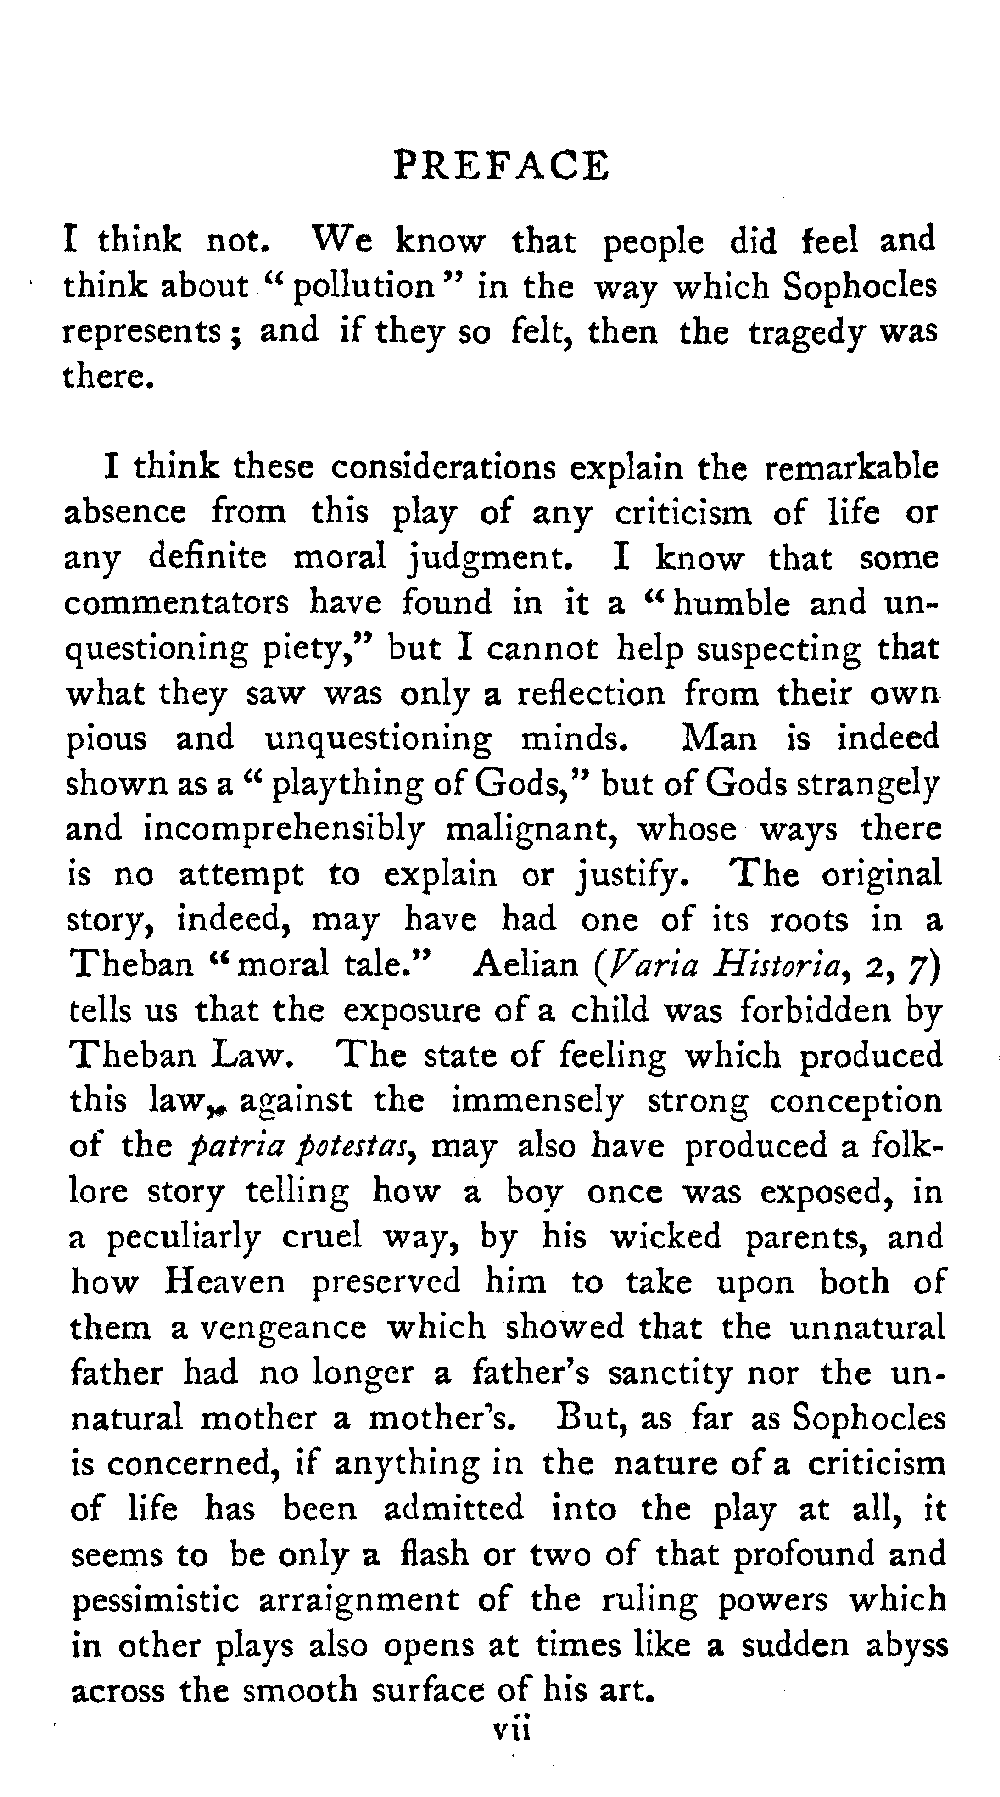 PREFACE
I think not. We know that people did feel and
think about “ pollution ” in the way which Sophocles
represents ; and if they so felt, then the tragedy was
there.
I think these considerations explain the remarkable
absence from this play of any criticism of life or
any definite moral judgment. I know that some
commentators have found in it a “ humble and un-
questioning piety,” but I cannot help suspecting that
what they saw was only a reflection from their own
pious and unquestioning minds. Man is indeed
shown as a “ plaything of Gods,” but of Gods strangely
and incomprehensibly malignant, whose ways there
is no attempt to explain or justify. The original
story, indeed, may have had one of its roots in a
Theban “ moral tale.” Aelian (Varia Historia, 2, 7)
tells us that the exposure of a child was forbidden by
Theban Law. The state of feeling which produced
this law, against the immensely strong conception
of the patria potestas, may also have produced a folk-
lore story telling how a boy once was exposed, in
a peculiarly cruel way, by his wicked parents, and
how Heaven preserved him to take upon both of
them a vengeance which showed that the unnatural
father had no longer a father’s sanctity nor the un-
natural mother a mother’s. But, as far as Sophocles
is concerned, if anything in the nature of a criticism
of life has been admitted into the play at all, it
seems to be only a flash or two of that profound and
pessimistic arraignment of the ruling powers which
in other plays also opens at times like a sudden abyss
across the smooth surface of his art.
vii